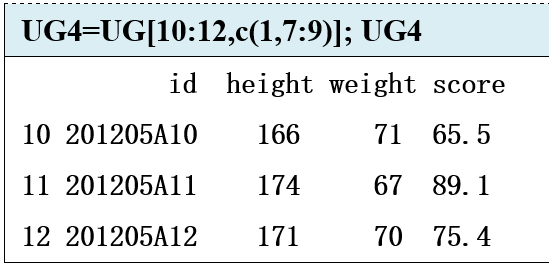 UG4=UG[10:12,c(1,7:9)]; UG4
id height weight score
10 201205A10 166 71 65.5
11 201205A11 174 67 89.1
12 201205A12 171 70 75.4